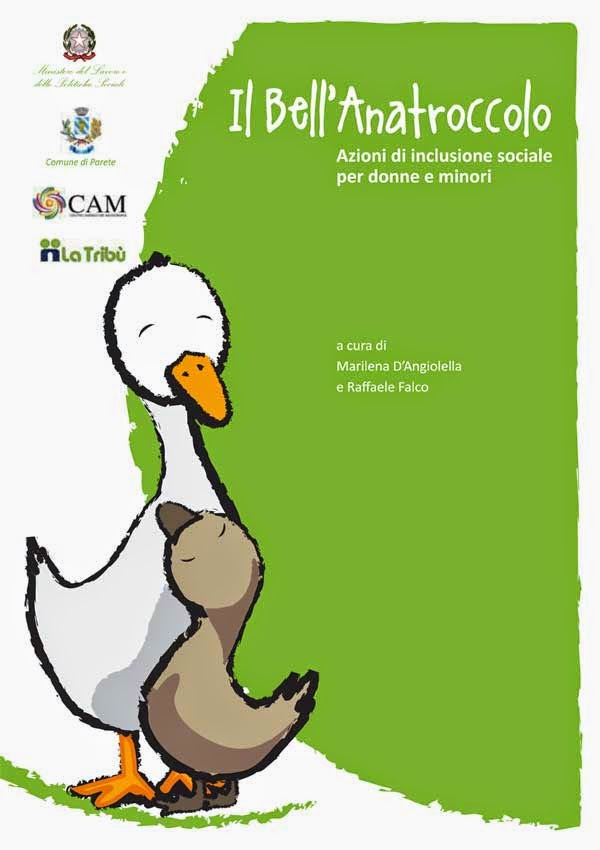 Ministero del Lavoro e
delle Politiche Sociali
Comune di Parete
CAM
La Tribù
Il Bell'Anatroccolo
Azioni di inclusione sociale
per donne e minori
a cura di
Marilena D'Angiolella
e Raffaele Falco